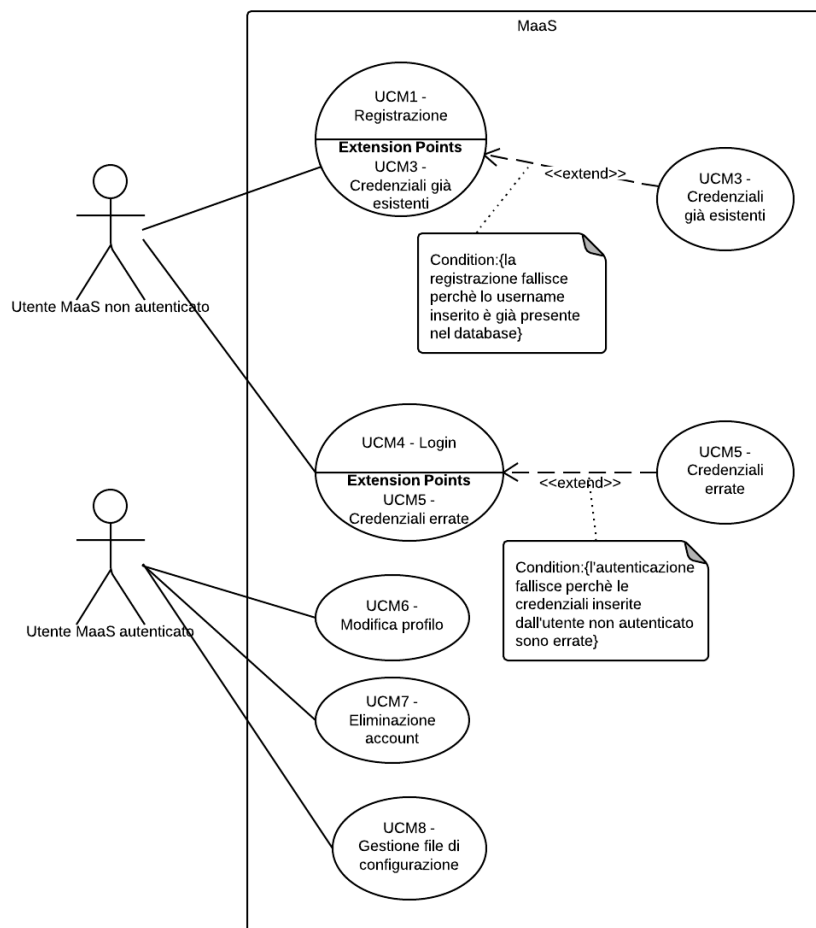 MaaS
UCM1 -
Registrazione
Extension Points
UCM3 -
Credenziali già
esistenti
<<extend>>
UCM3 -
Credenziali
già esistenti
Condition:{la
registrazione fallisce
perchè lo username
inserito è già presente
nel database}
Utente MaaS non autenticato
UCM4 - Login
Extension Points
UCM5 -
Credenziali errate
<<extend>>
UCM5 -
Credenziali
errate
Condition:{l'autenticazione
fallisce perchè le
credenziali inserite
dall'utente non autenticato
sono errate}
Utente MaaS autenticato
UCM6 -
Modifica profilo
UCM7 -
Eliminazione
account
UCM8 -
Gestione file di
configurazione